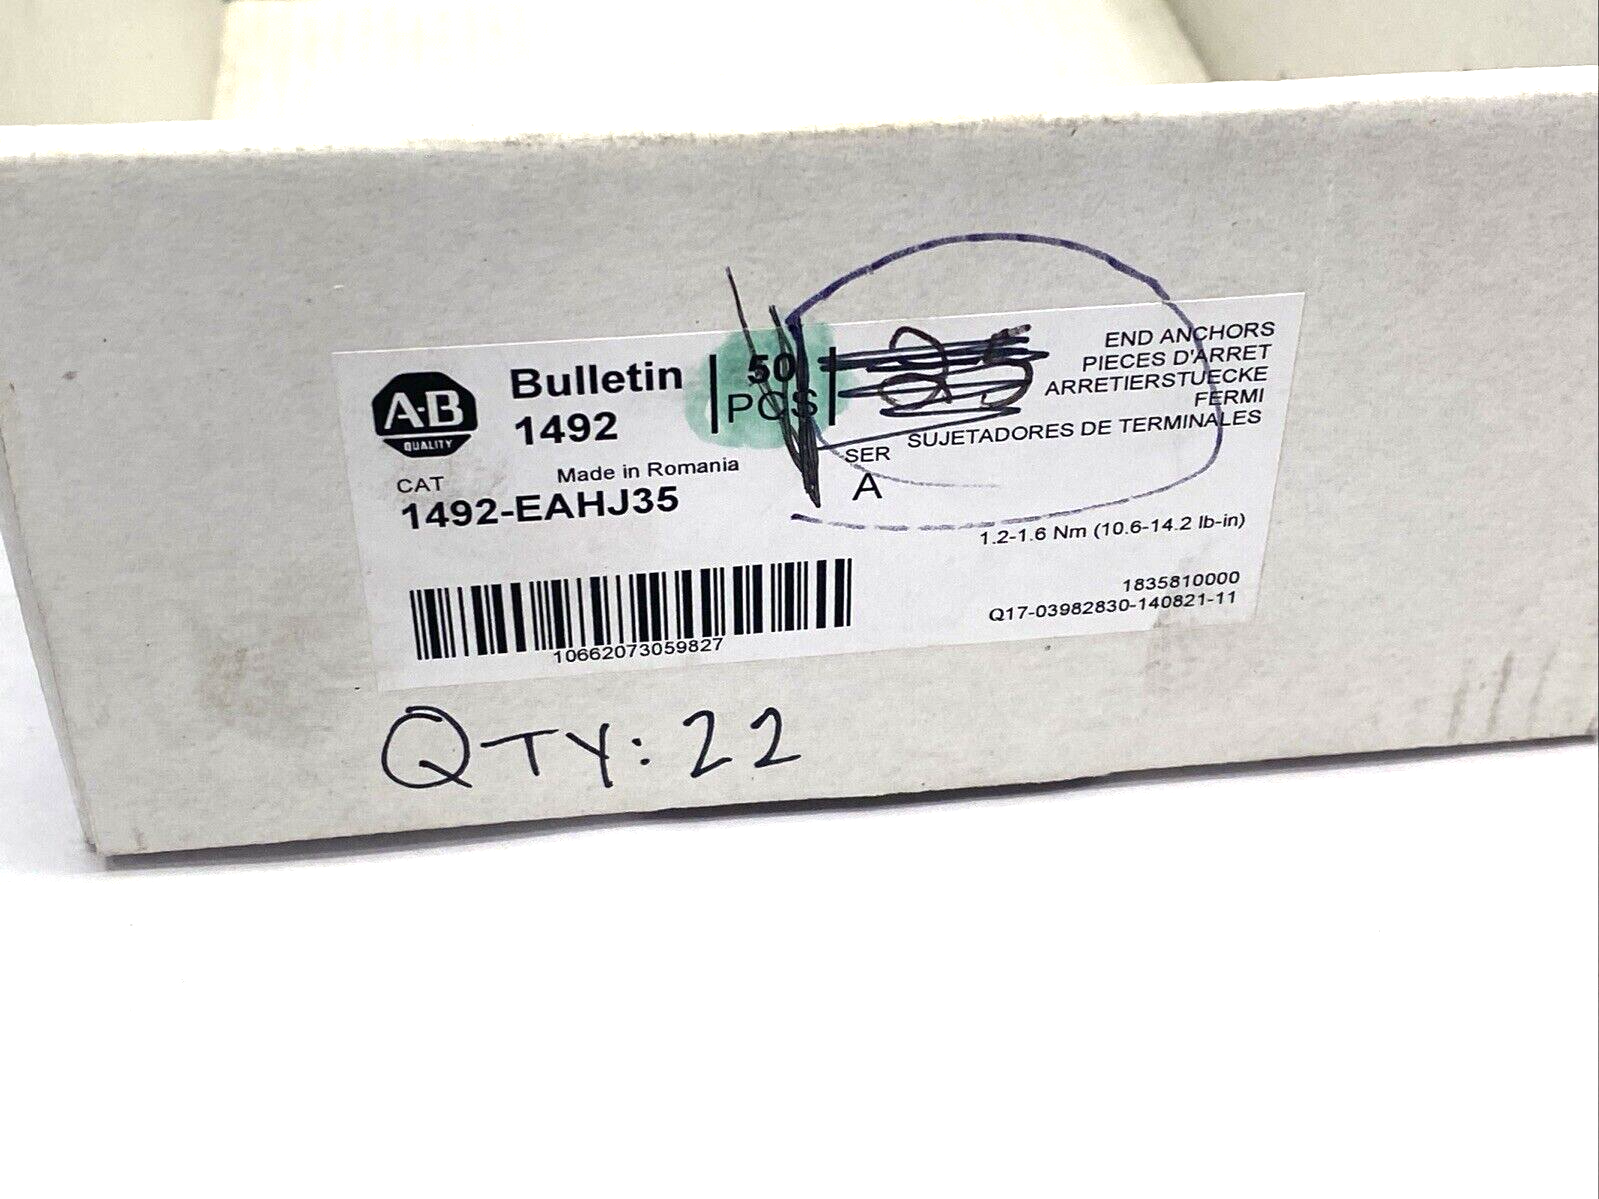 A-B
QUALITY
Bulletin
1492
50
PCS
END ANCHORS
PIECES D'ARRET
ARRETIERSTUECKE
FERMI
SUJETADORES DE TERMINALES
CAT
Made in Romania
SER
1492-EAHJ35
A
1.2-1.6 Nm (10.6-14.2 lb-in)
1835810000
Q17-03982830-140821-11
10662073059827
QTY: 22